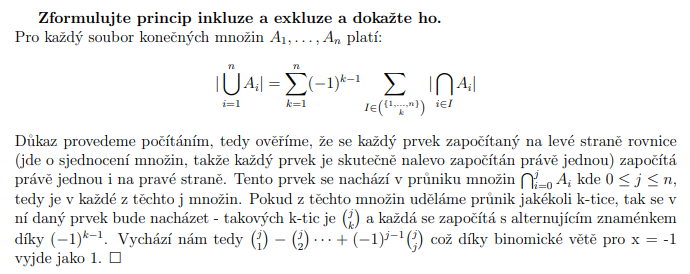 Zformulujte princip inkluze a exkluze a dokažte ho.
Pro každý soubor konečných množin $A_1, \ldots, A_n$ platí:
$$|\bigcup_{i=1}^{n} A_i| = \sum_{k=1}^{n} (-1)^{k-1} \sum_{I \in \binom{\{1,\ldots,n\}}{k}} |\bigcap_{i \in I} A_i|$$
Důkaz provedeme počítáním, tedy ověříme, že se každý prvek započítaný na levé straně rovnice
(jde o sjednocení množin, takže každý prvek je skutečně nalevo započítán právě jednou) započítá
právě jednou i na pravé straně. Tento prvek se nachází v průniku množin $\bigcap_{i=0}^{j} A_i$ kde $0 \leq j \leq n$,
tedy je v každé z těchto j množin. Pokud z těchto množin uděláme průnik jakékoli k-tice, tak se v
ní daný prvek bude nacházet - takových k-tic je $\binom{j}{k}$ a každá se započítá s alternujícím znaménkem
díky $(-1)^{k-1}$. Vychází nám tedy $\binom{j}{1} - \binom{j}{2} \cdots + (-1)^{j-1} \binom{j}{j}$ což díky binomické větě pro x = -1
vyjde jako 1. □